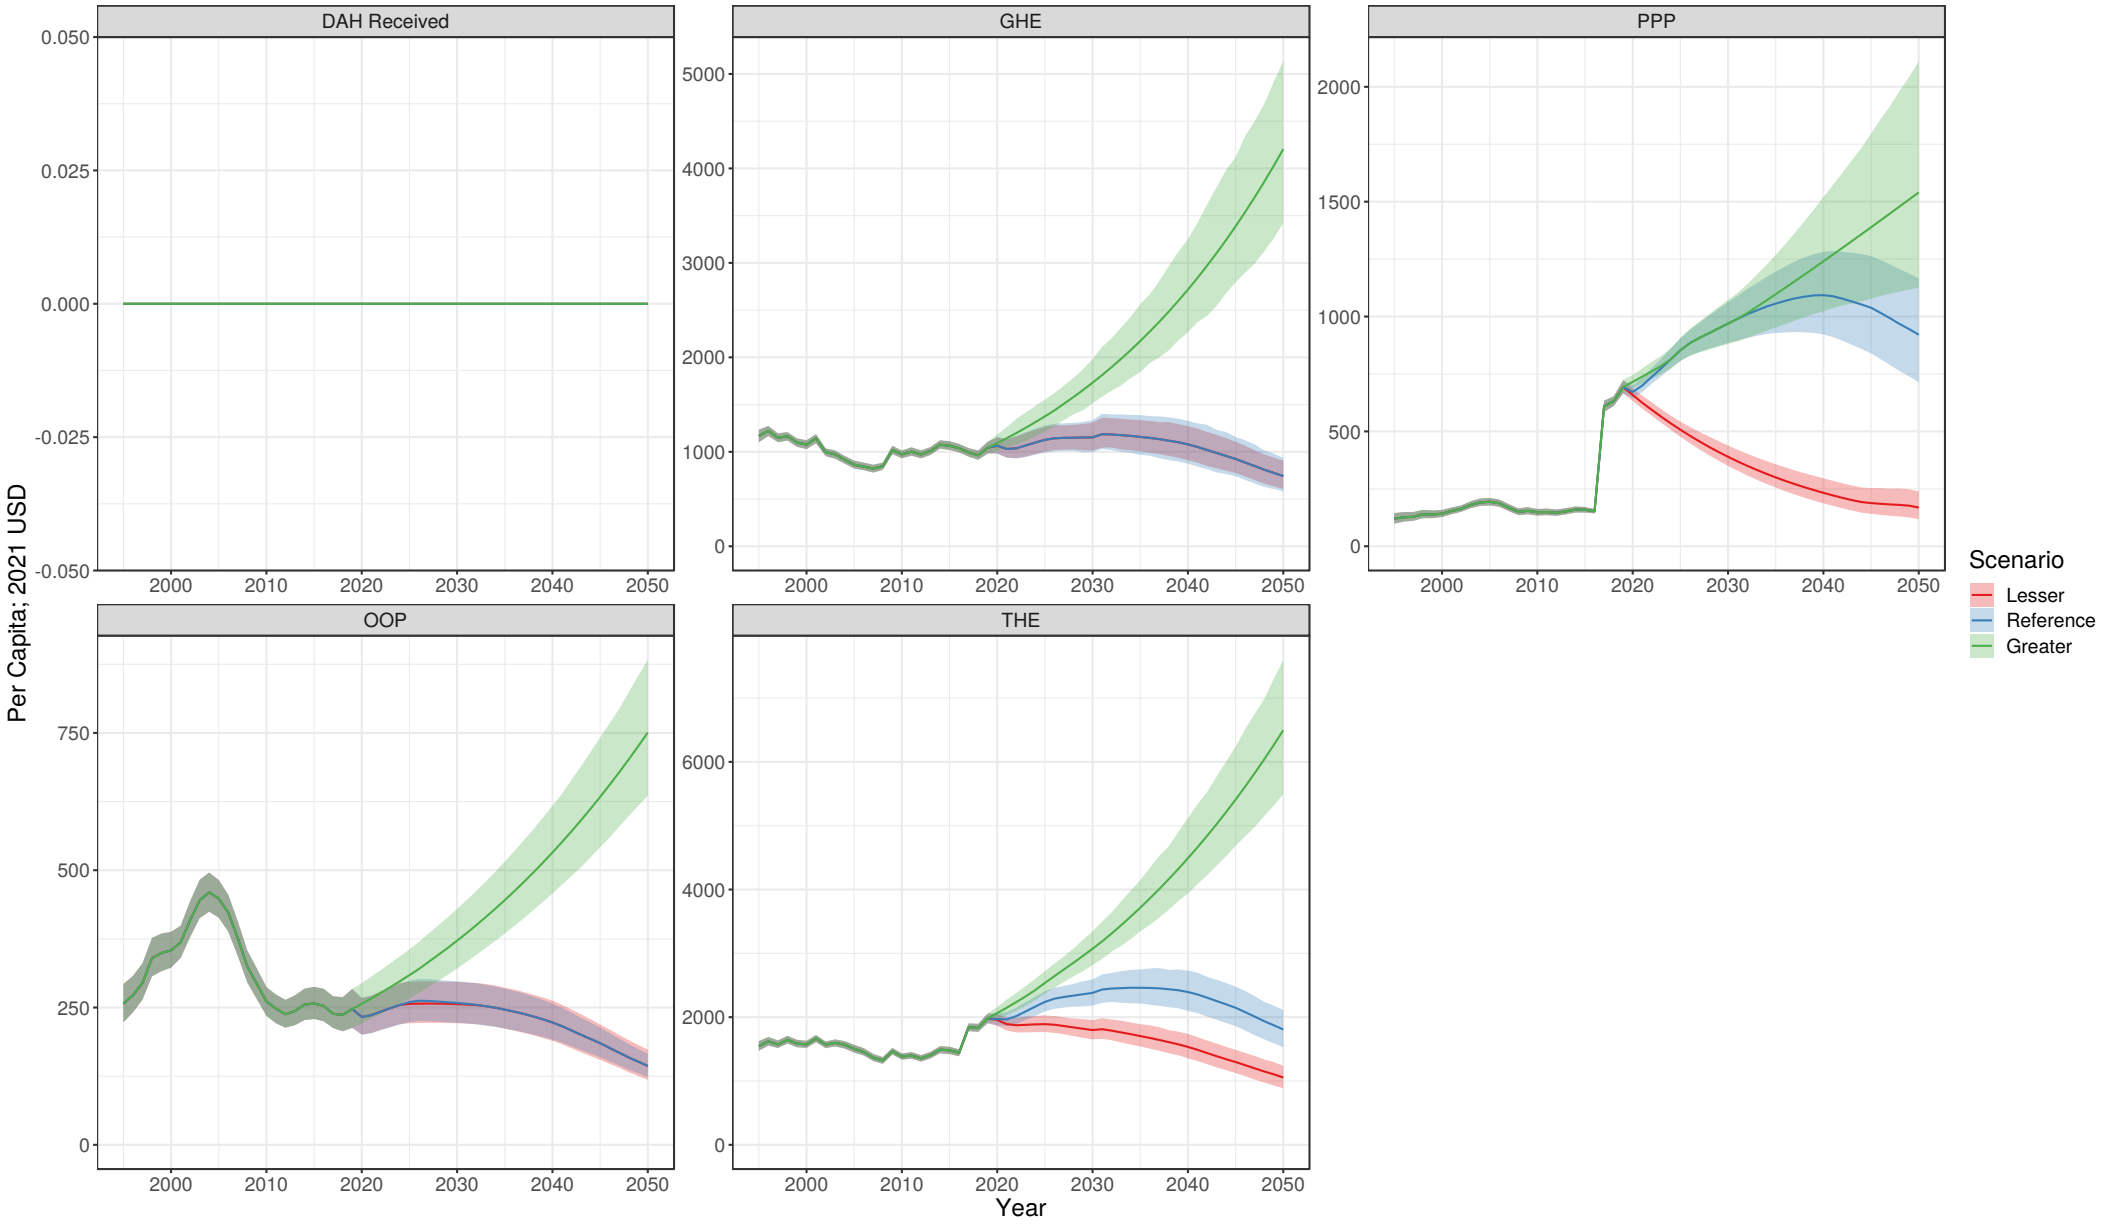 DAH Received
GHE
PPP
0.050
0.025
0.000
-0.025
-0.050
2000 2010 2020 2030 2040 2050
5000
4000
3000
2000
1000
0
2000 2010 2020 2030 2040 2050
2000
1500
1000
500
0
2000 2010 2020 2030 2040 2050
Per Capita; 2021 USD
OOP
THE
750
500
250
0
2000 2010 2020 2030 2040 2050
6000
4000
2000
0
2000 2010 2020 2030 2040 2050
Year
Scenario
Lesser
Reference
Greater